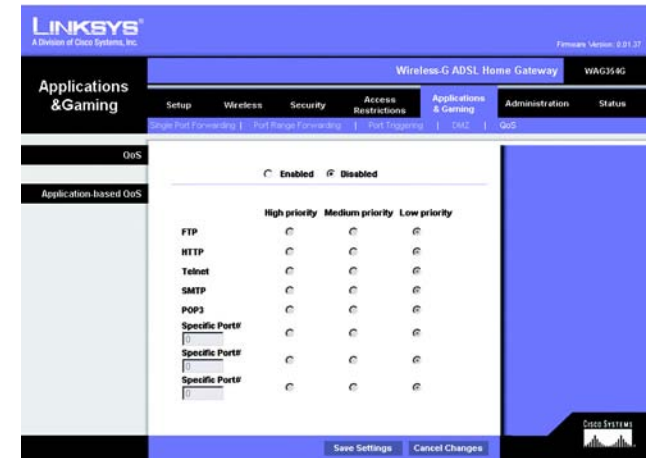 LINKSYS®
A Division of Cisco Systems, Inc.
Firmware Version: 0.01.37
Wireless-G ADSL Home Gateway WAG354G
Applications &Gaming
Setup Wireless Security Access Restrictions Applications & Gaming Administration Status
Single Port Forwarding | Port Range Forwarding | Port Triggering | DMZ | QoS
QoS
Enabled Disabled
Application-based QoS
High priority Medium priority Low priority
FTP
HTTP
Telnet
SMTP
POP3
Specific Port#
0
Specific Port#
0
Specific Port#
0
Save Settings Cancel Changes
CISCO SYSTEMS